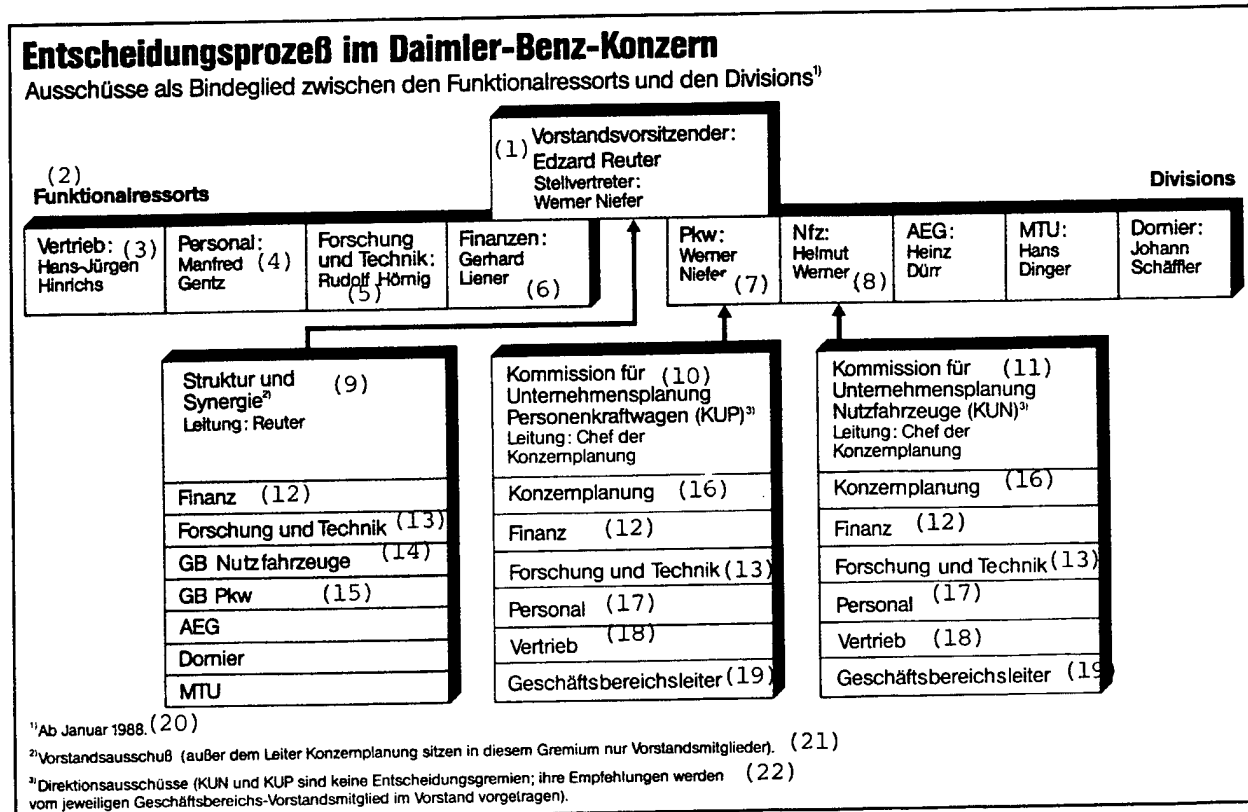 Entscheidungsprozeß im Daimler-Benz-Konzern
Ausschüsse als Bindeglied zwischen den Funktionalressorts und den Divisions¹⁾
(1) Vorstandsvorsitzender:
Edzard Reuter
Stellvertreter:
Werner Niefer
(2)
Funktionalressorts
Divisions
Vertrieb: (3)
Hans-Jürgen
Hinrichs
Personal:
Manfred (4)
Gentz
Forschung
und Technik:
Rudolf Hörnig
(5)
Finanzen:
Gerhard
Liener (6)
Pkw:
Werner
Niefer (7)
Nfz:
Helmut
Werner (8)
AEG:
Heinz
Dürr
MTU:
Hans
Dinger
Dornier:
Johann
Schäffler
Struktur und (9)
Synergie²⁾
Leitung: Reuter
Finanz (12)
Forschung und Technik (13)
GB Nutzfahrzeuge (14)
GB Pkw (15)
AEG
Dornier
MTU
Kommission für (10)
Unternehmensplanung
Personenkraftwagen (KUP)³⁾
Leitung: Chef der
Konzernplanung
Konzernplanung (16)
Finanz (12)
Forschung und Technik (13)
Personal (17)
Vertrieb (18)
Geschäftsbereichsleiter (19)
Kommission für (11)
Unternehmensplanung
Nutzfahrzeuge (KUN)³⁾
Leitung: Chef der
Konzernplanung
Konzernplanung (16)
Finanz (12)
Forschung und Technik (13)
Personal (17)
Vertrieb (18)
Geschäftsbereichsleiter (19)
¹⁾Ab Januar 1988. (20)
²⁾Vorstandsausschuß (außer dem Leiter Konzernplanung sitzen in diesem Gremium nur Vorstandsmitglieder). (21)
³⁾Direktionsausschüsse (KUN und KUP sind keine Entscheidungsgremien; ihre Empfehlungen werden (22)
vom jeweiligen Geschäftsbereichs-Vorstandsmitglied im Vorstand vorgetragen).